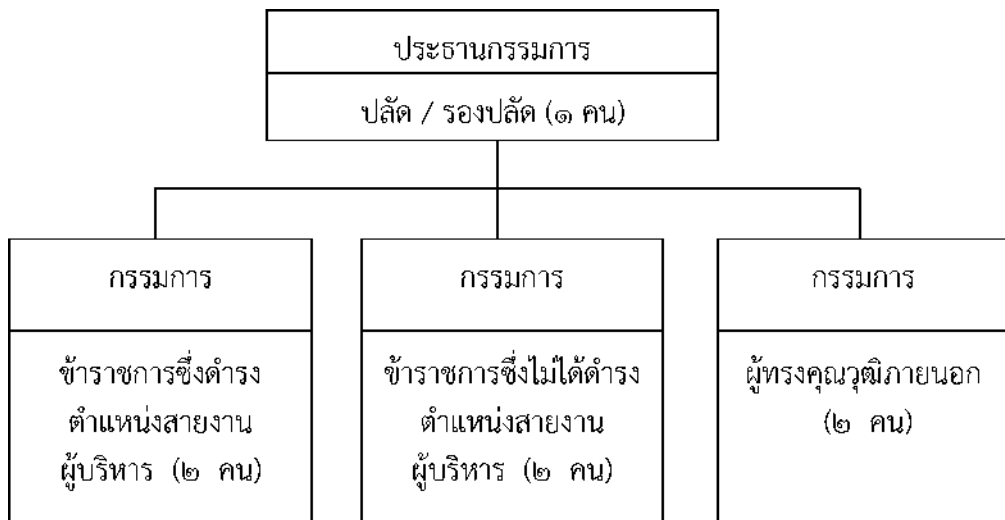 ประธานกรรมการ
ปลัด / รองปลัด (๑ คน)
กรรมการ
ข้าราชการซึ่งดำรง
ตำแหน่งสายงาน
ผู้บริหาร (๒ คน)
กรรมการ
ข้าราชการซึ่งไม่ได้ดำรง
ตำแหน่งสายงาน
ผู้บริหาร (๒ คน)
กรรมการ
ผู้ทรงคุณวุฒิภายนอก
(๒ คน)